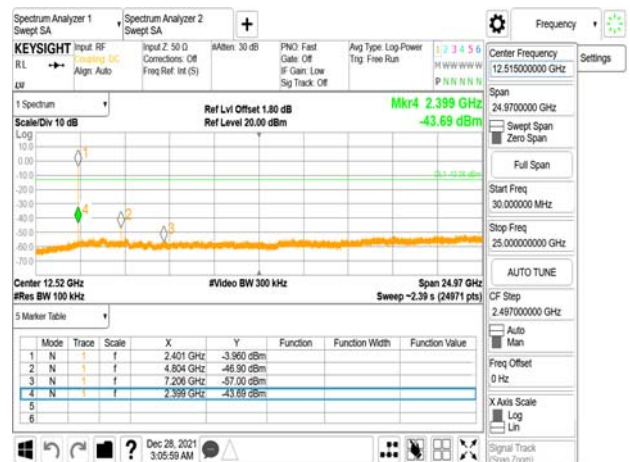 Spectrum Analyzer 1
Swept SA
Spectrum Analyzer 2
Swept SA
+
Frequency
KEYSIGHT
RL
Input: RF
Coupling: DC
Align: Auto
Input Z: 50 Ω
Corrections: Off
Freq Ref: Int (S)
#Atten: 30 dB
PNO: Fast
Gate: Off
IF Gain: Low
Sig Track: Off
Avg Type: Log-Power
Trig: Free Run
1 2 3 4 5 6
M W W W W W
P N N N N N
1 Spectrum
Scale/Div 10 dB
Ref Lvl Offset 1.80 dB
Ref Level 20.00 dBm
Mkr4 2.399 GHz
-43.69 dBm
Log
10.0
0.00
-10.0
-20.0
-30.0
-40.0
-50.0
-60.0
-70.0
1
4
2
3
Center 12.52 GHz
#Res BW 100 kHz
#Video BW 300 kHz
Span 24.97 GHz
Sweep ~2.39 s (24971 pts)
5 Marker Table
Mode Trace Scale X Y Function Function Width Function Value
1 N 1 f 2.401 GHz -3.960 dBm
2 N 1 f 4.804 GHz -46.90 dBm
3 N 1 f 7.206 GHz -57.00 dBm
4 N 1 f 2.399 GHz -43.69 dBm
5
6
Dec 28, 2021
3:05:59 AM
Center Frequency
12.515000000 GHz
Settings
Span
24.9700000 GHz
Swept Span
Zero Span
Full Span
Start Freq
30.000000 MHz
Stop Freq
25.000000000 GHz
AUTO TUNE
CF Step
2.497000000 GHz
Auto
Man
Freq Offset
0 Hz
X Axis Scale
Log
Lin
Signal Track
(Span Zoom)